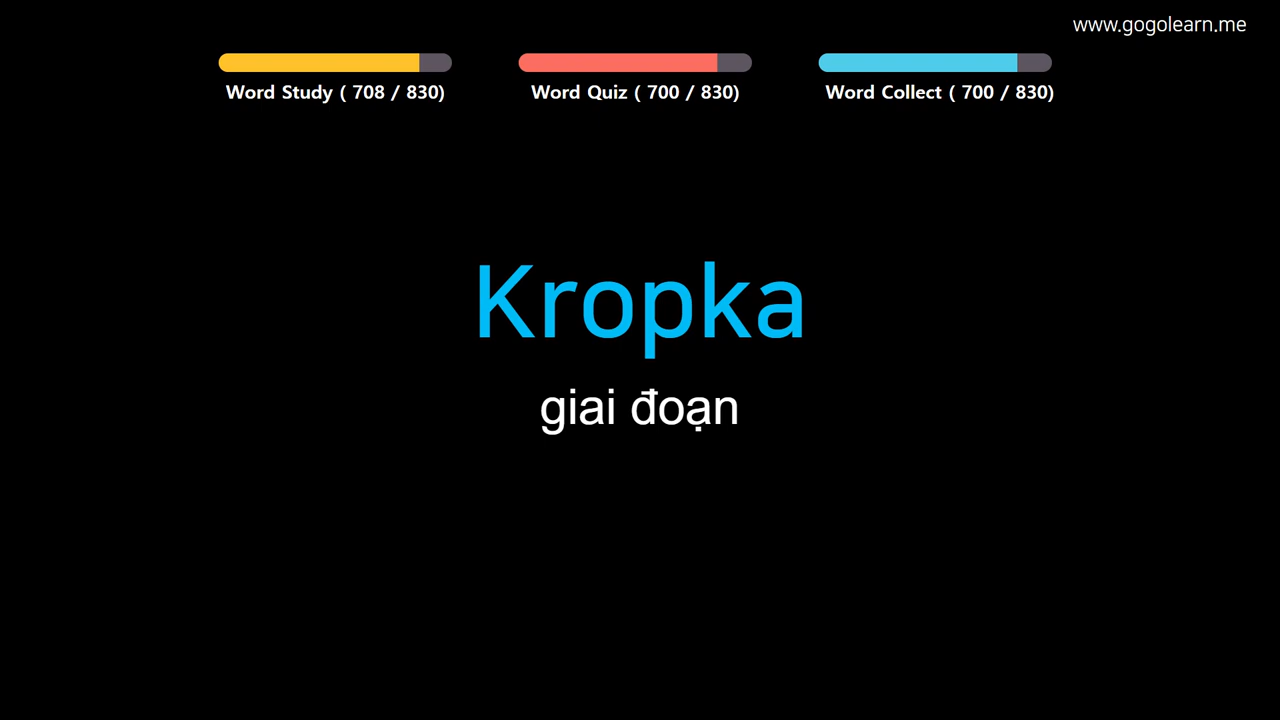 www.gogolearn.me
Word Study ( 708 / 830)
Word Quiz ( 700 / 830)
Word Collect ( 700 / 830)
Kropka
giai đoạn